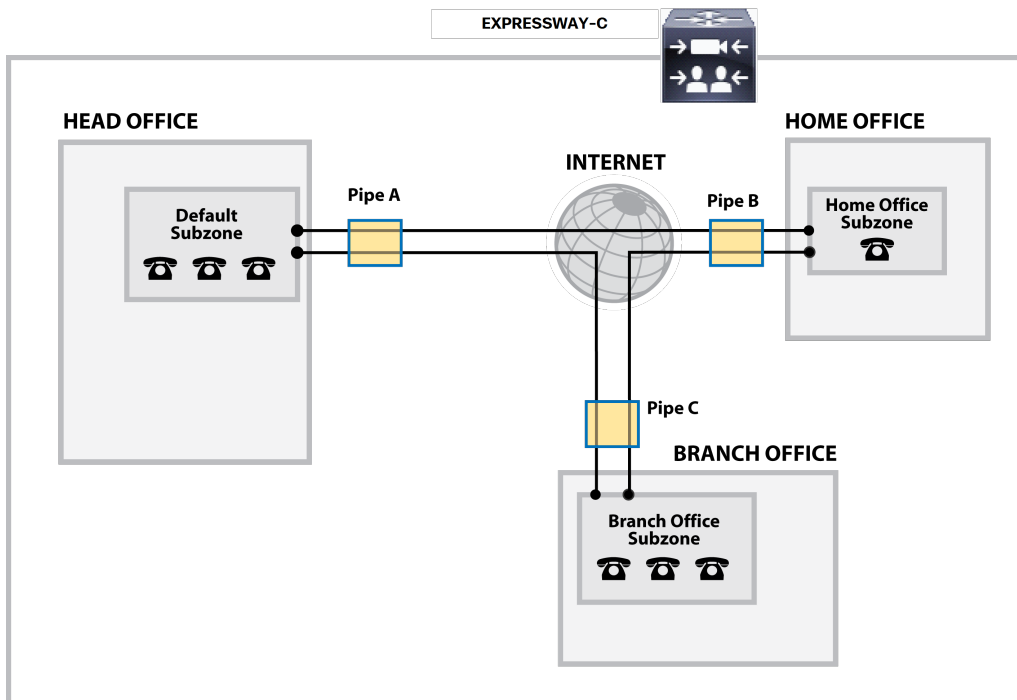 EXPRESSWAY-C
HEAD OFFICE
HOME OFFICE
INTERNET
Pipe A
Pipe B
Default
Subzone
Home Office
Subzone
Pipe C
BRANCH OFFICE
Branch Office
Subzone